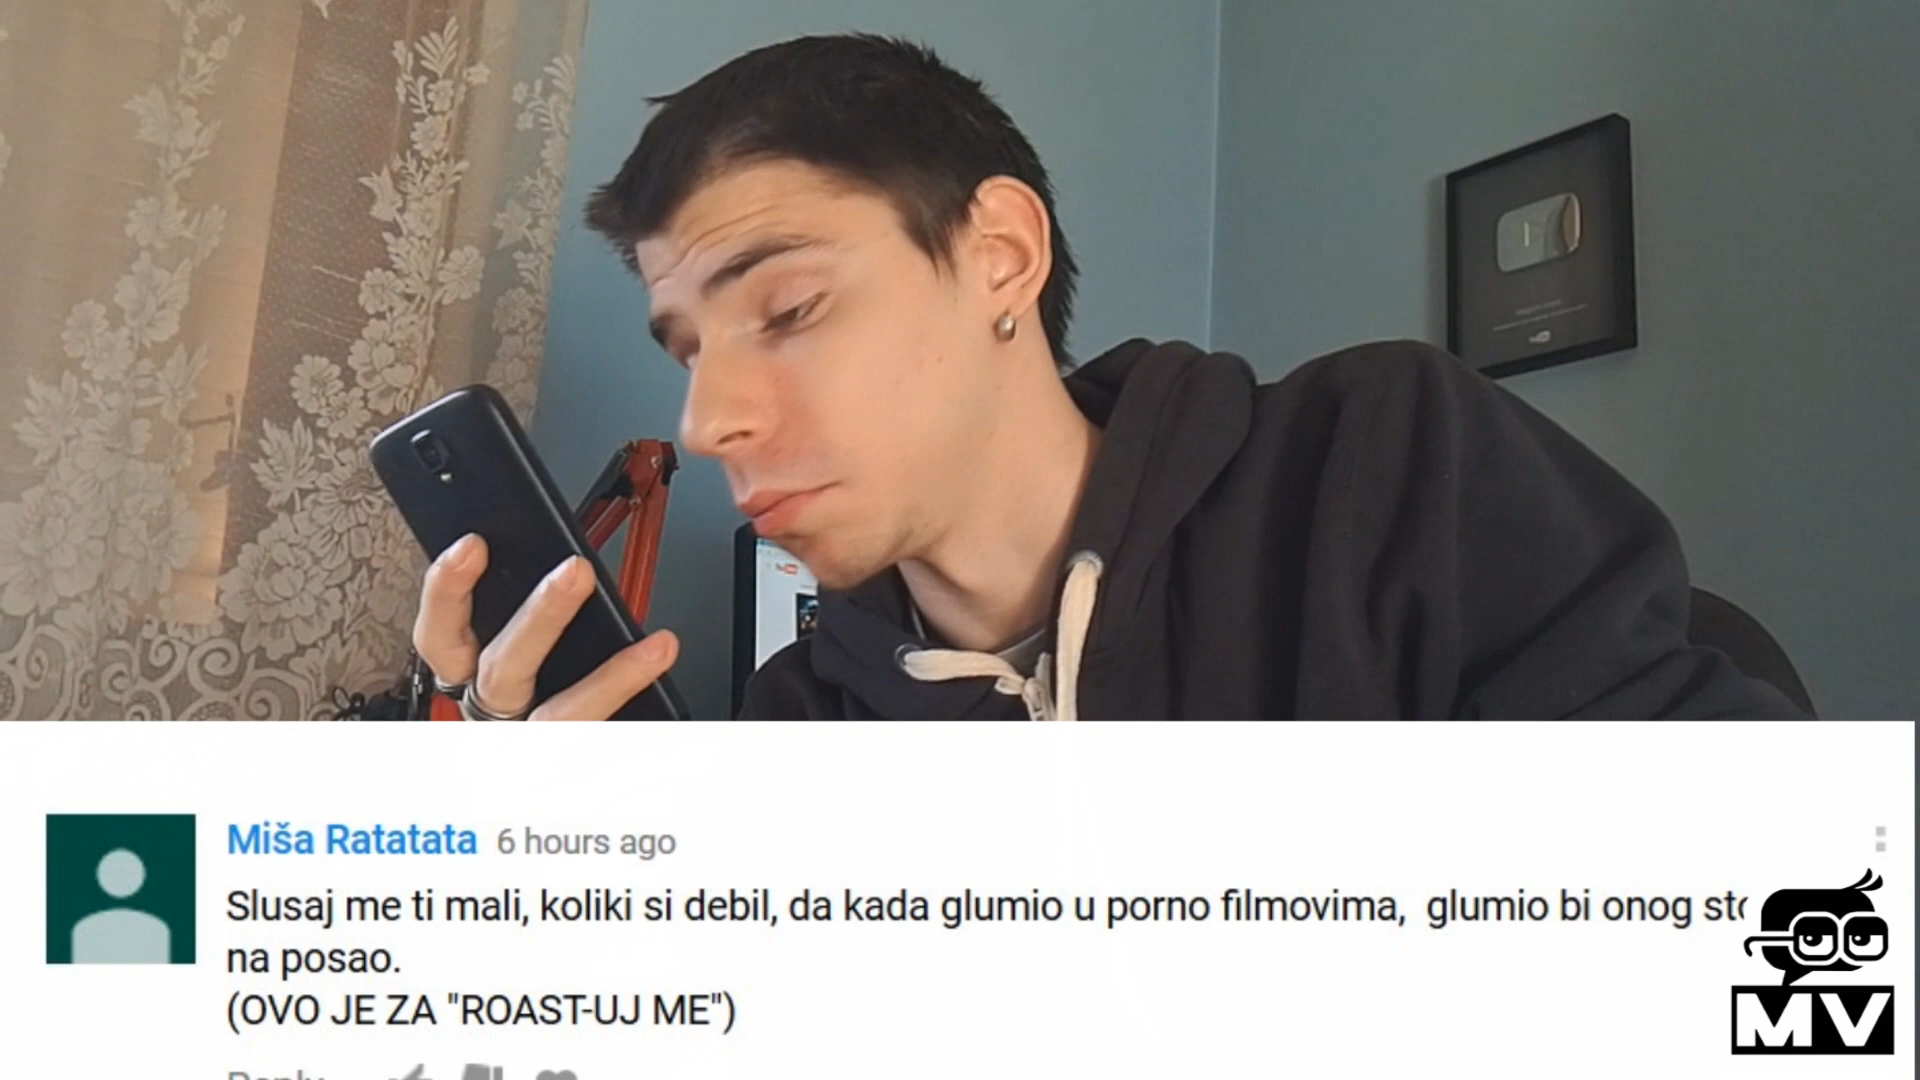 Miša Ratatata 6 hours ago
Slusaj me ti mali, koliki si debil, da kada glumio u porno filmovima, glumio bi onog
na posao.
(OVO JE ZA "ROAST-UJ ME")
Reply
MV